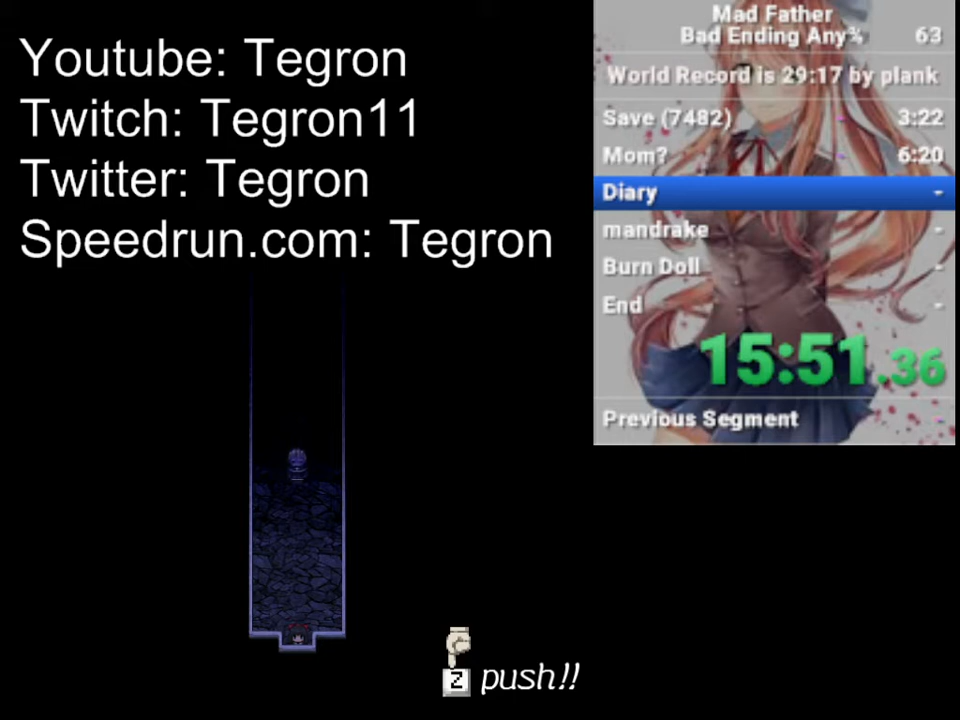 Youtube: Tegron
Twitch: Tegron11
Twitter: Tegron
Speedrun.com: Tegron
Mad Father
Bad Ending Any% 63
World Record is 29:17 by plank
Save (7482) 3:22
Mom? 6:20
Diary -
mandrake -
Burn Doll -
End -
15:51.36
Previous Segment -
Z push!!